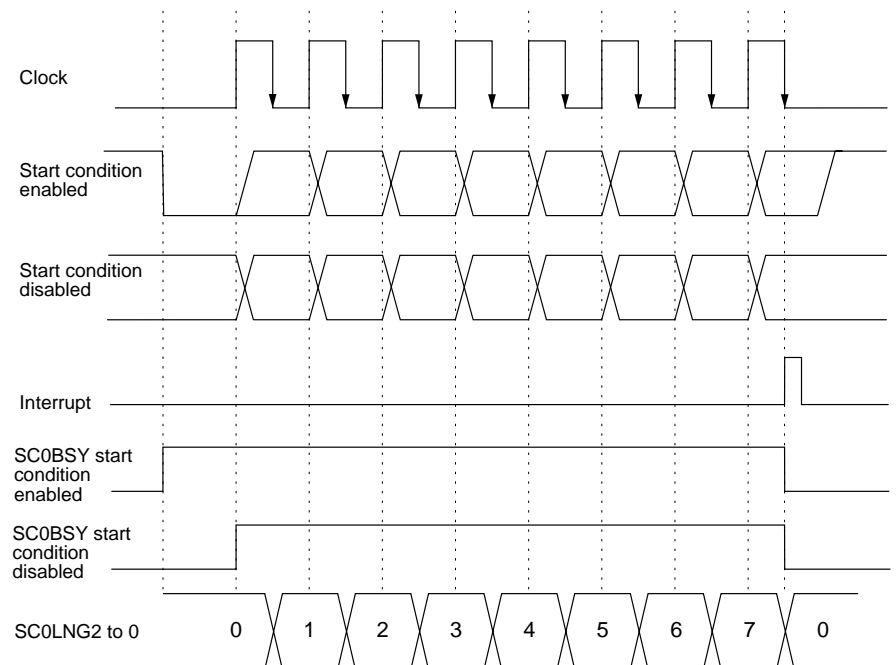 Clock
Start condition
enabled
Start condition
disabled
Interrupt
SC0BSY start
condition
enabled
SC0BSY start
condition
disabled
SC0LNG2 to 0 0 1 2 3 4 5 6 7 0